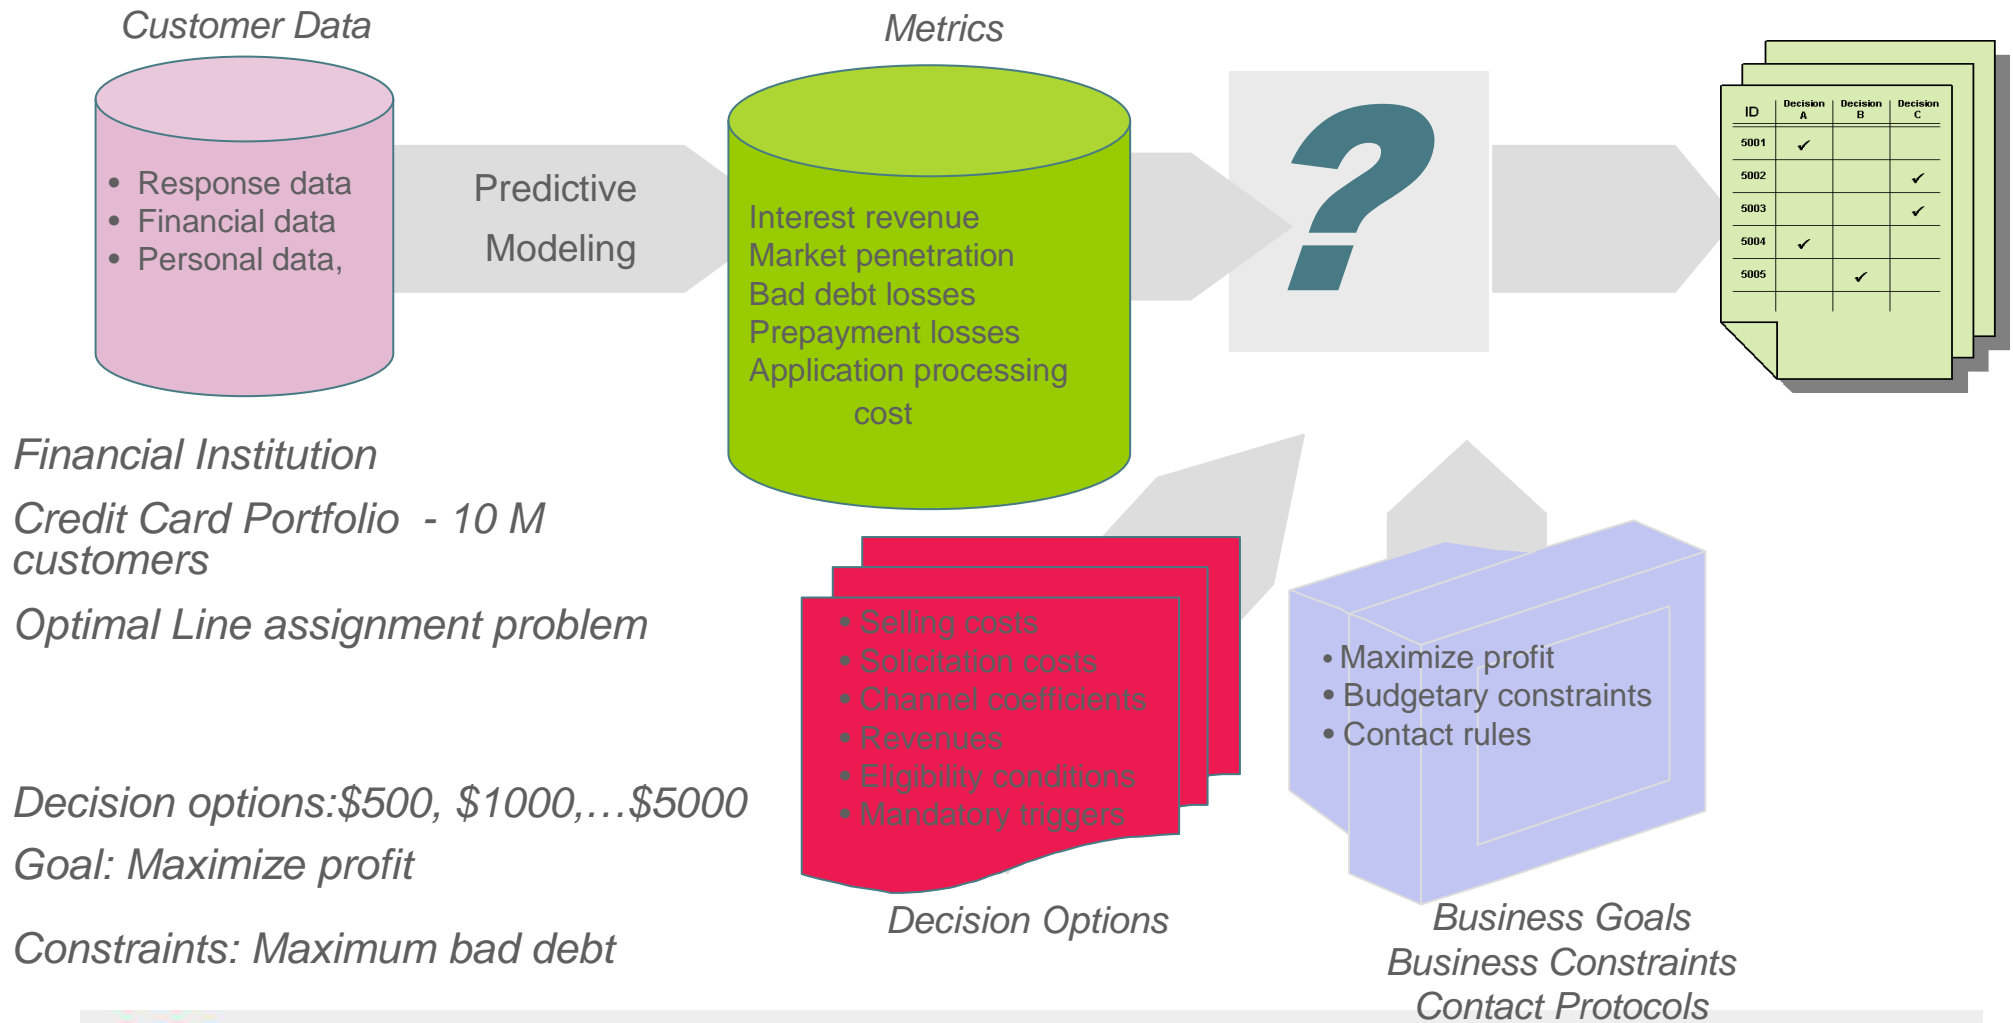 Customer Data
• Response data
• Financial data
• Personal data,
Predictive
Modeling
Metrics
Interest revenue
Market penetration
Bad debt losses
Prepayment losses
Application processing
cost
?
ID Decision A Decision B Decision C
5001 ✓
5002 ✓
5003 ✓
5004 ✓
5005 ✓
Financial Institution
Credit Card Portfolio - 10 M
customers
Optimal Line assignment problem
Decision options:$500, $1000,…$5000
Goal: Maximize profit
Constraints: Maximum bad debt
• Selling costs
• Solicitation costs
• Channel coefficients
• Revenues
• Eligibility conditions
• Mandatory triggers
Decision Options
• Maximize profit
• Budgetary constraints
• Contact rules
Business Goals
Business Constraints
Contact Protocols